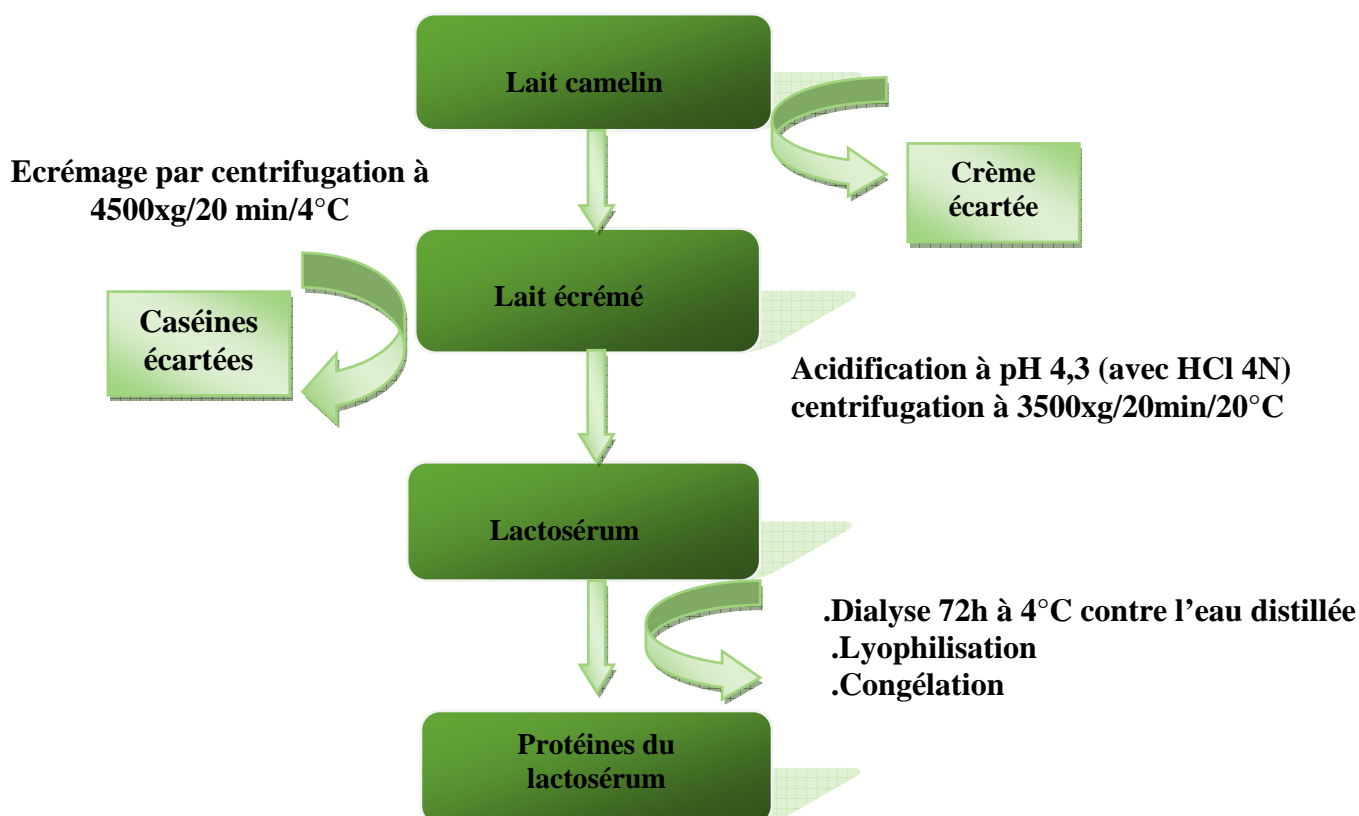 Lait camelin
Ecrémage par centrifugation à
4500xg/20 min/4°C
Crème
écartée
Lait écrémé
Caséines
écartées
Acidification à pH 4,3 (avec HCl 4N)
centrifugation à 3500xg/20min/20°C
Lactosérum
.Dialyse 72h à 4°C contre l’eau distillée
.Lyophilisation
.Congélation
Protéines du
lactosérum